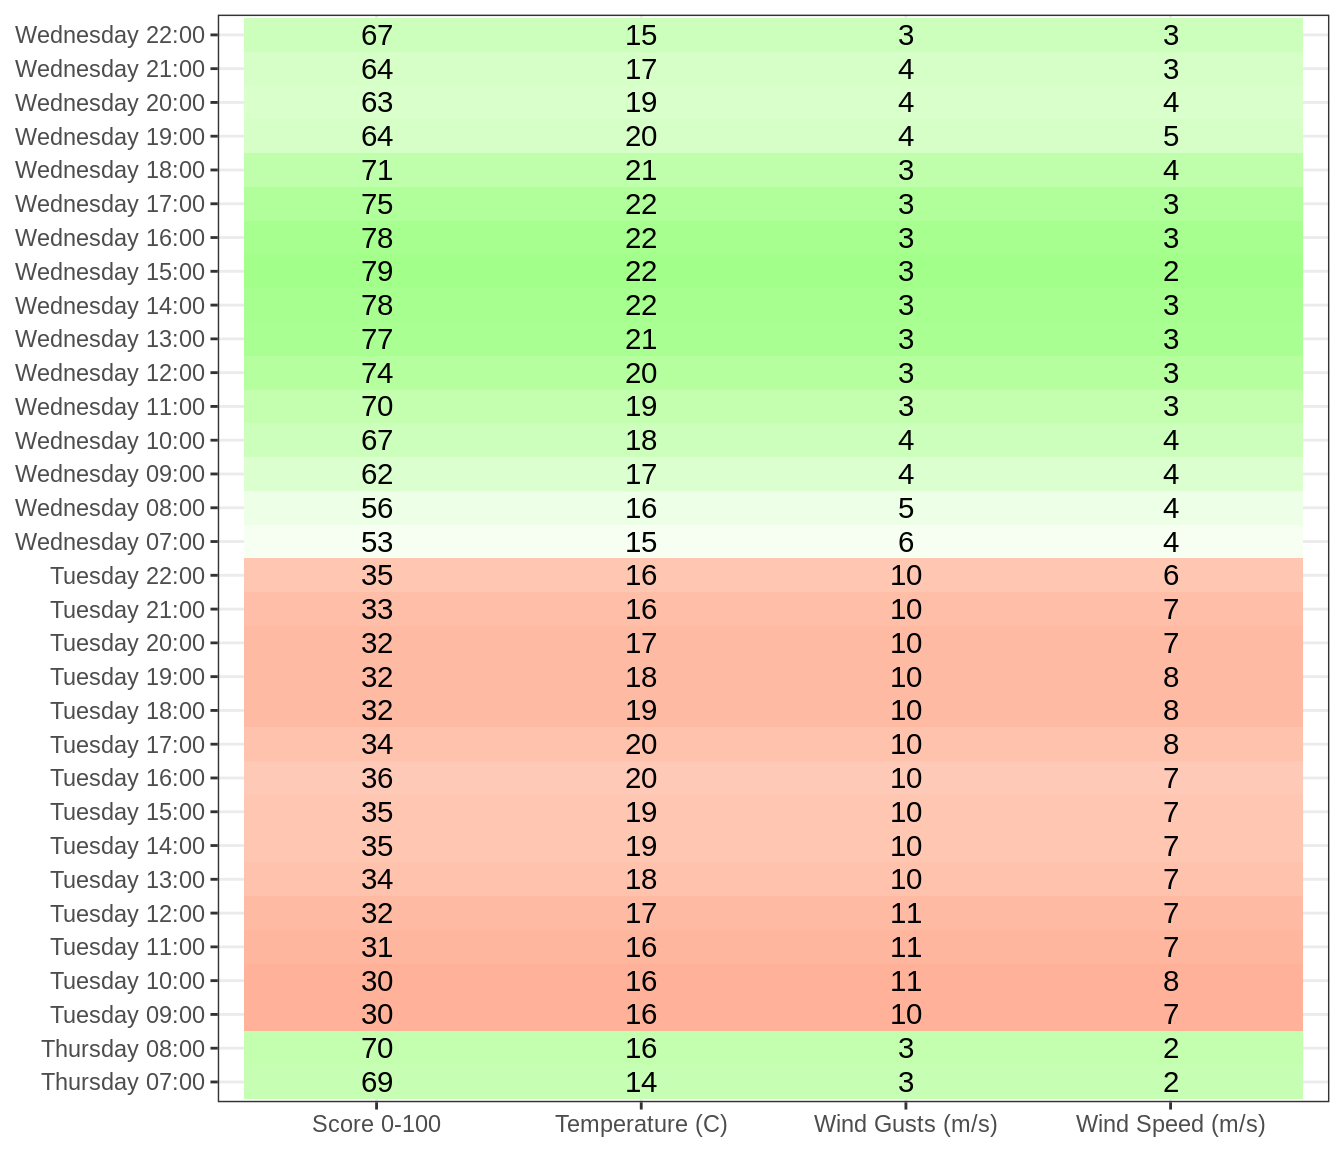 Wednesday 22:00 67 15 3 3
Wednesday 21:00 64 17 4 3
Wednesday 20:00 63 19 4 4
Wednesday 19:00 64 20 4 5
Wednesday 18:00 71 21 3 4
Wednesday 17:00 75 22 3 3
Wednesday 16:00 78 22 3 3
Wednesday 15:00 79 22 3 2
Wednesday 14:00 78 22 3 3
Wednesday 13:00 77 21 3 3
Wednesday 12:00 74 20 3 3
Wednesday 11:00 70 19 3 3
Wednesday 10:00 67 18 4 4
Wednesday 09:00 62 17 4 4
Wednesday 08:00 56 16 5 4
Wednesday 07:00 53 15 6 4
Tuesday 22:00 35 16 10 6
Tuesday 21:00 33 16 10 7
Tuesday 20:00 32 17 10 7
Tuesday 19:00 32 18 10 8
Tuesday 18:00 32 19 10 8
Tuesday 17:00 34 20 10 8
Tuesday 16:00 36 20 10 7
Tuesday 15:00 35 19 10 7
Tuesday 14:00 35 19 10 7
Tuesday 13:00 34 18 10 7
Tuesday 12:00 32 17 11 7
Tuesday 11:00 31 16 11 7
Tuesday 10:00 30 16 11 8
Tuesday 09:00 30 16 10 7
Thursday 08:00 70 16 3 2
Thursday 07:00 69 14 3 2
Score 0-100 Temperature (C) Wind Gusts (m/s) Wind Speed (m/s)